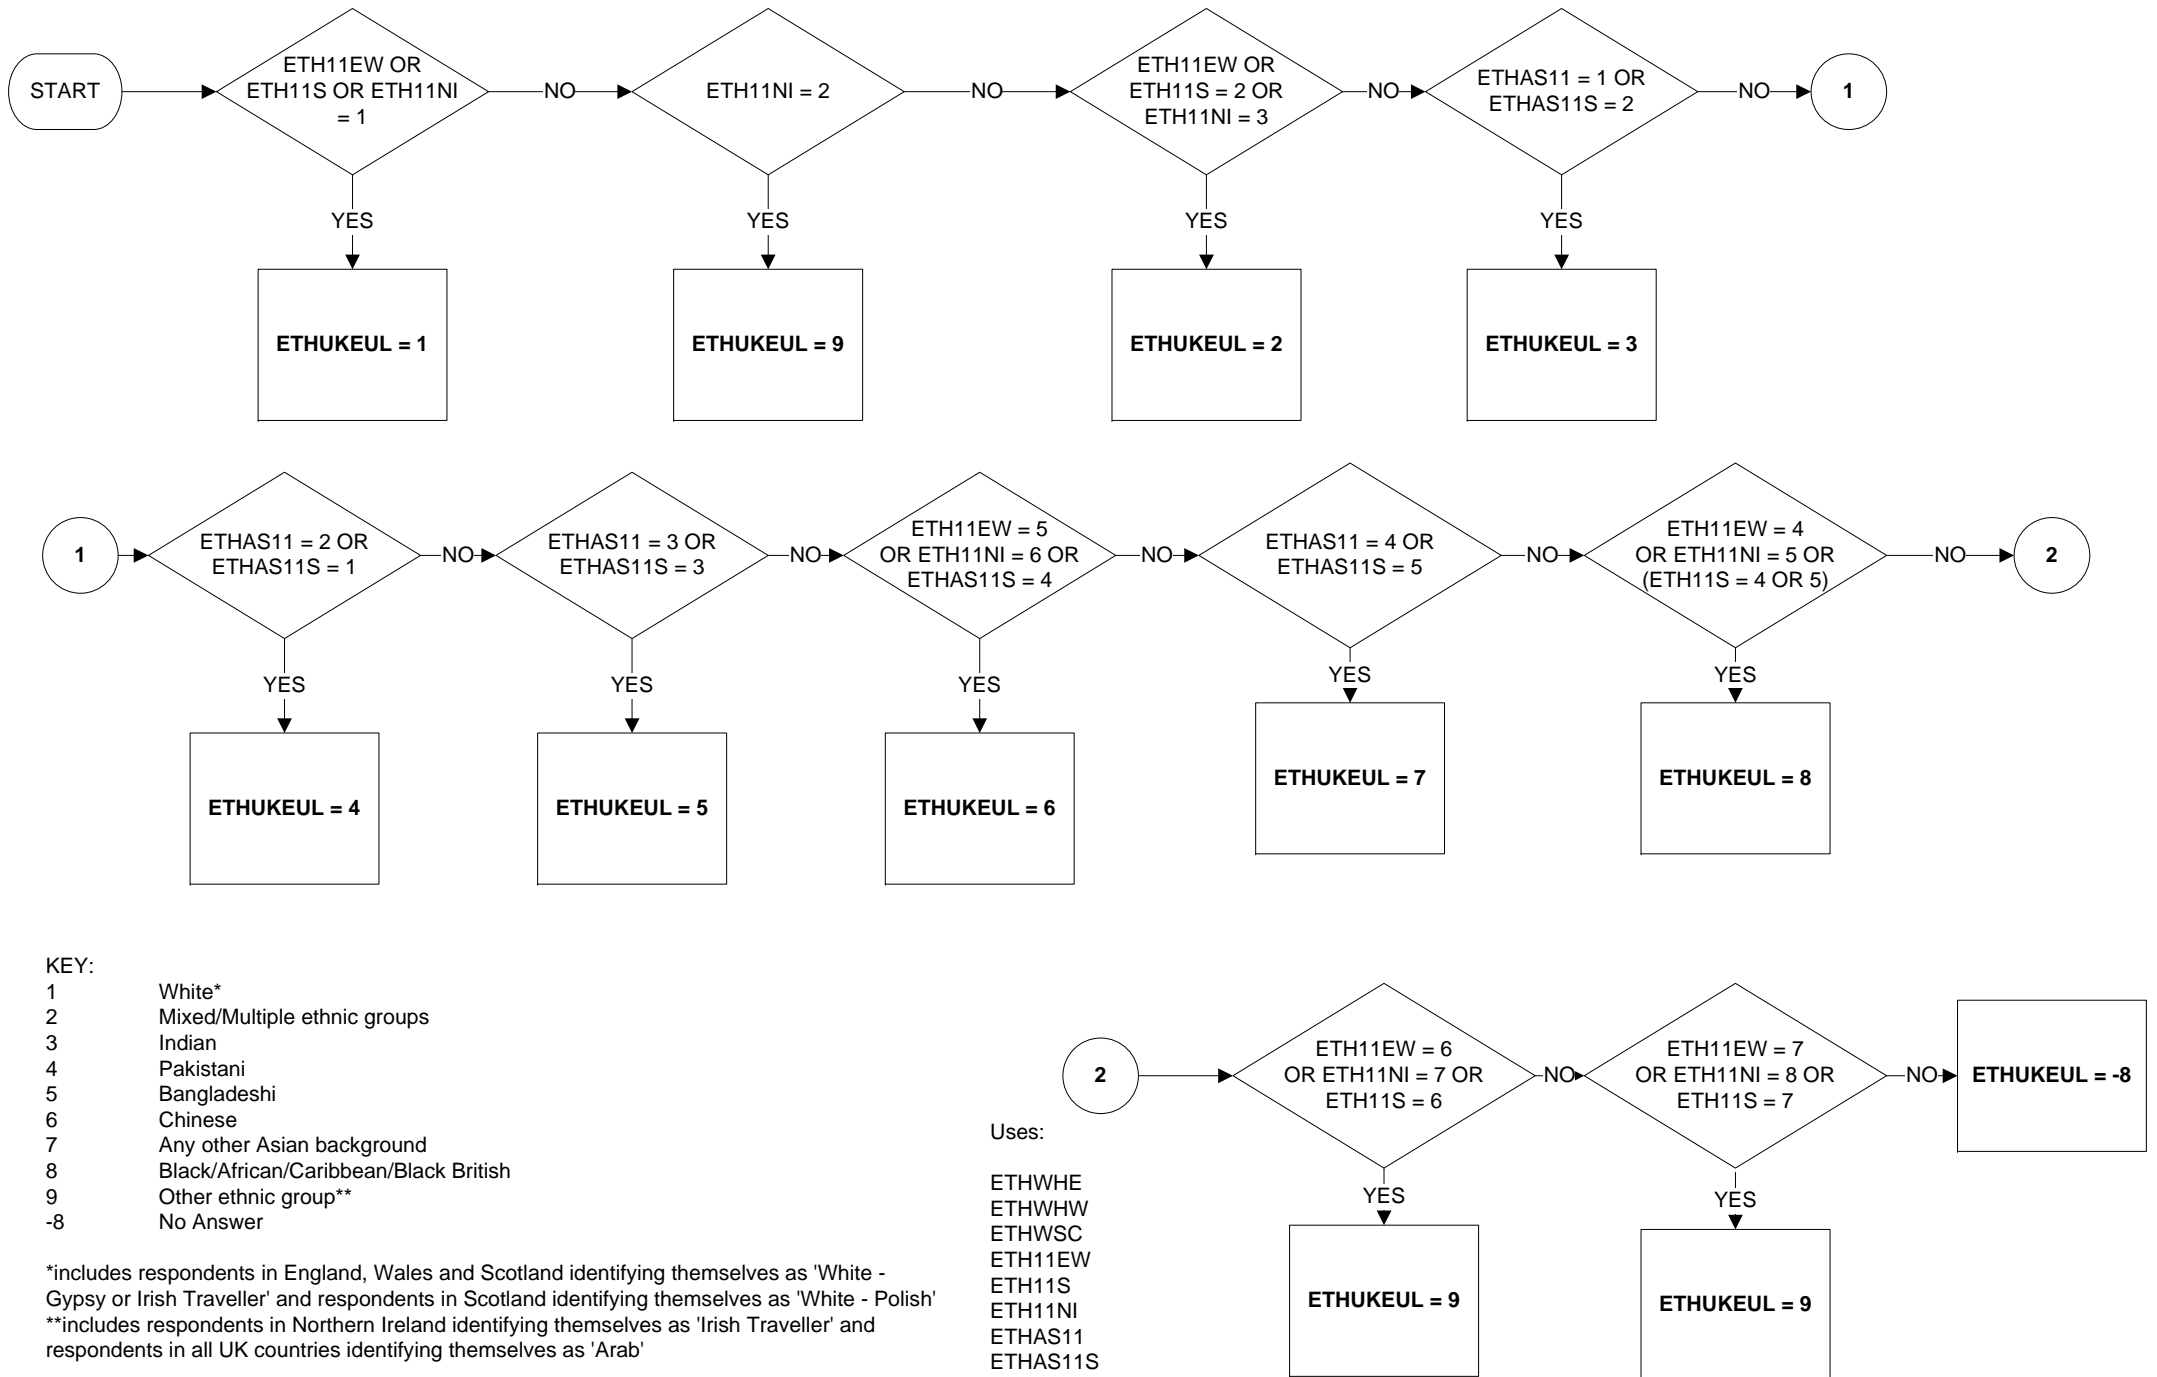 START
ETH11EW OR
ETH11S OR ETH11NI
= 1
NO
ETH11NI = 2
NO
ETH11EW OR
ETH11S = 2 OR
ETH11NI = 3
NO
ETHAS11 = 1 OR
ETHAS11S = 2
NO
1
YES
YES
YES
YES
ETHUKEUL = 1
ETHUKEUL = 9
ETHUKEUL = 2
ETHUKEUL = 3
1
ETHAS11 = 2 OR
ETHAS11S = 1
NO
ETHAS11 = 3 OR
ETHAS11S = 3
NO
ETH11EW = 5
OR ETH11NI = 6 OR
ETHAS11S = 4
NO
ETHAS11 = 4 OR
ETHAS11S = 5
NO
ETH11EW = 4
OR ETH11NI = 5 OR
(ETH11S = 4 OR 5)
NO
2
YES
YES
YES
YES
YES
ETHUKEUL = 4
ETHUKEUL = 5
ETHUKEUL = 6
ETHUKEUL = 7
ETHUKEUL = 8
KEY:
1 White*
2 Mixed/Multiple ethnic groups
3 Indian
4 Pakistani
5 Bangladeshi
6 Chinese
7 Any other Asian background
8 Black/African/Caribbean/Black British
9 Other ethnic group**
-8 No Answer
*includes respondents in England, Wales and Scotland identifying themselves as 'White -
Gypsy or Irish Traveller' and respondents in Scotland identifying themselves as 'White - Polish'
**includes respondents in Northern Ireland identifying themselves as 'Irish Traveller' and
respondents in all UK countries identifying themselves as 'Arab'
Uses:
ETHWHE
ETHWHW
ETHWSC
ETH11EW
ETH11S
ETH11NI
ETHAS11
ETHAS11S
2
ETH11EW = 6
OR ETH11NI = 7 OR
ETH11S = 6
NO
ETH11EW = 7
OR ETH11NI = 8 OR
ETH11S = 7
NO
ETHUKEUL = -8
YES
YES
ETHUKEUL = 9
ETHUKEUL = 9